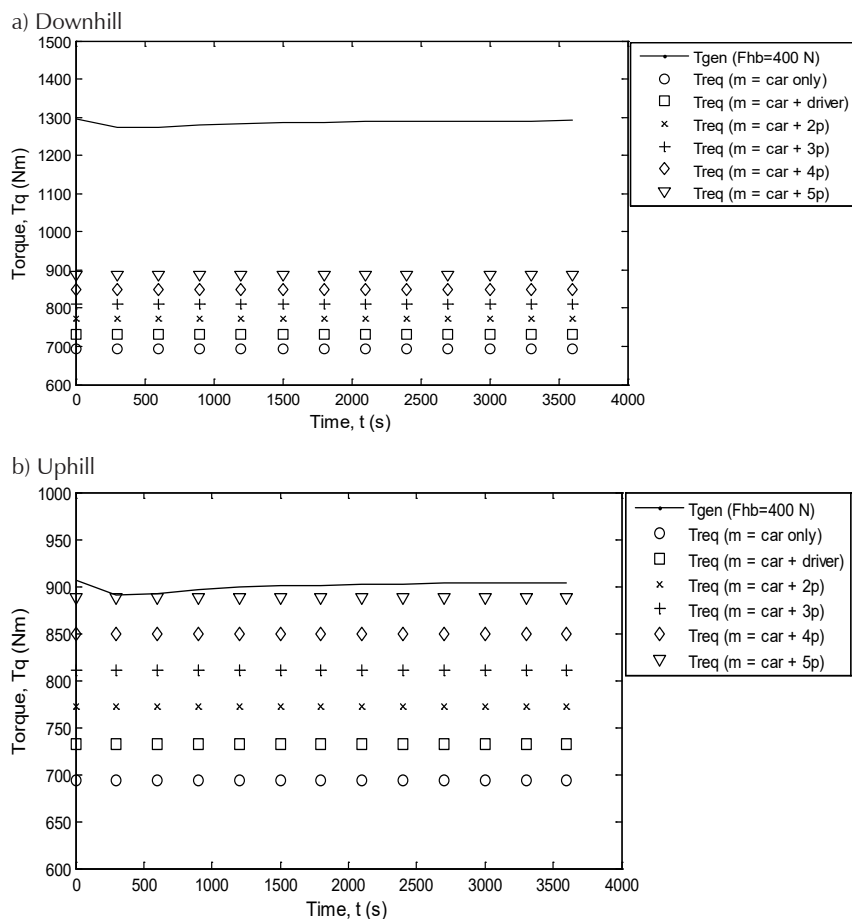 a) Downhill
1500
1400
1300
1200
1100
1000
900
800
700
600
Torque, Tq (Nm)
0 500 1000 1500 2000 2500 3000 3500 4000
Time, t (s)
Tgen (Fhb=400 N)
Treq (m = car only)
Treq (m = car + driver)
Treq (m = car + 2p)
Treq (m = car + 3p)
Treq (m = car + 4p)
Treq (m = car + 5p)
b) Uphill
1000
950
900
850
800
750
700
650
600
Torque, Tq (Nm)
0 500 1000 1500 2000 2500 3000 3500 4000
Time, t (s)
Tgen (Fhb=400 N)
Treq (m = car only)
Treq (m = car + driver)
Treq (m = car + 2p)
Treq (m = car + 3p)
Treq (m = car + 4p)
Treq (m = car + 5p)